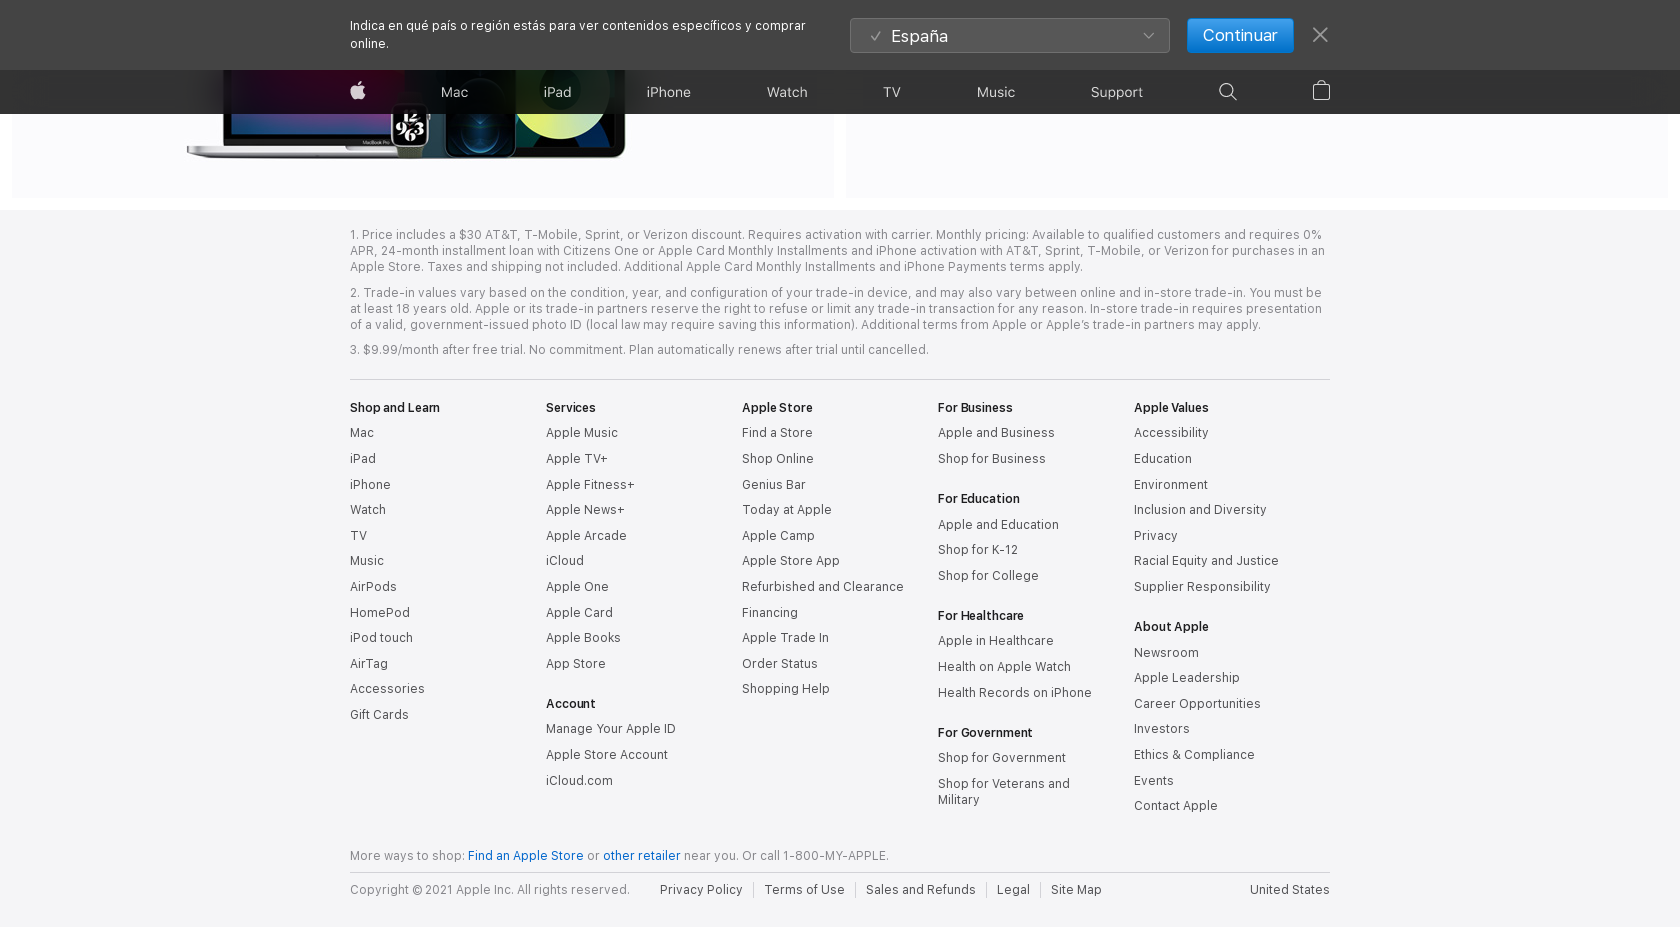 Indica en qué país o región estás para ver contenidos específicos y comprar
online.
España
Continuar
Mac
iPad
iPhone
Watch
TV
Music
Support
12
963
MacBook Pro
1. Price includes a $30 AT&T, T-Mobile, Sprint, or Verizon discount. Requires activation with carrier. Monthly pricing: Available to qualified customers and requires 0%
APR, 24-month installment loan with Citizens One or Apple Card Monthly Installments and iPhone activation with AT&T, Sprint, T-Mobile, or Verizon for purchases in an
Apple Store. Taxes and shipping not included. Additional Apple Card Monthly Installments and iPhone Payments terms apply.
2. Trade-in values vary based on the condition, year, and configuration of your trade-in device, and may also vary between online and in-store trade-in. You must be
at least 18 years old. Apple or its trade-in partners reserve the right to refuse or limit any trade-in transaction for any reason. In-store trade-in requires presentation
of a valid, government-issued photo ID (local law may require saving this information). Additional terms from Apple or Apple’s trade-in partners may apply.
3. $9.99/month after free trial. No commitment. Plan automatically renews after trial until cancelled.
Shop and Learn
Mac
iPad
iPhone
Watch
TV
Music
AirPods
HomePod
iPod touch
AirTag
Accessories
Gift Cards
Services
Apple Music
Apple TV+
Apple Fitness+
Apple News+
Apple Arcade
iCloud
Apple One
Apple Card
Apple Books
App Store
Account
Manage Your Apple ID
Apple Store Account
iCloud.com
Apple Store
Find a Store
Shop Online
Genius Bar
Today at Apple
Apple Camp
Apple Store App
Refurbished and Clearance
Financing
Apple Trade In
Order Status
Shopping Help
For Business
Apple and Business
Shop for Business
For Education
Apple and Education
Shop for K-12
Shop for College
For Healthcare
Apple in Healthcare
Health on Apple Watch
Health Records on iPhone
For Government
Shop for Government
Shop for Veterans and
Military
Apple Values
Accessibility
Education
Environment
Inclusion and Diversity
Privacy
Racial Equity and Justice
Supplier Responsibility
About Apple
Newsroom
Apple Leadership
Career Opportunities
Investors
Ethics & Compliance
Events
Contact Apple
More ways to shop: Find an Apple Store or other retailer near you. Or call 1-800-MY-APPLE.
Copyright © 2021 Apple Inc. All rights reserved.
Privacy Policy
Terms of Use
Sales and Refunds
Legal
Site Map
United States